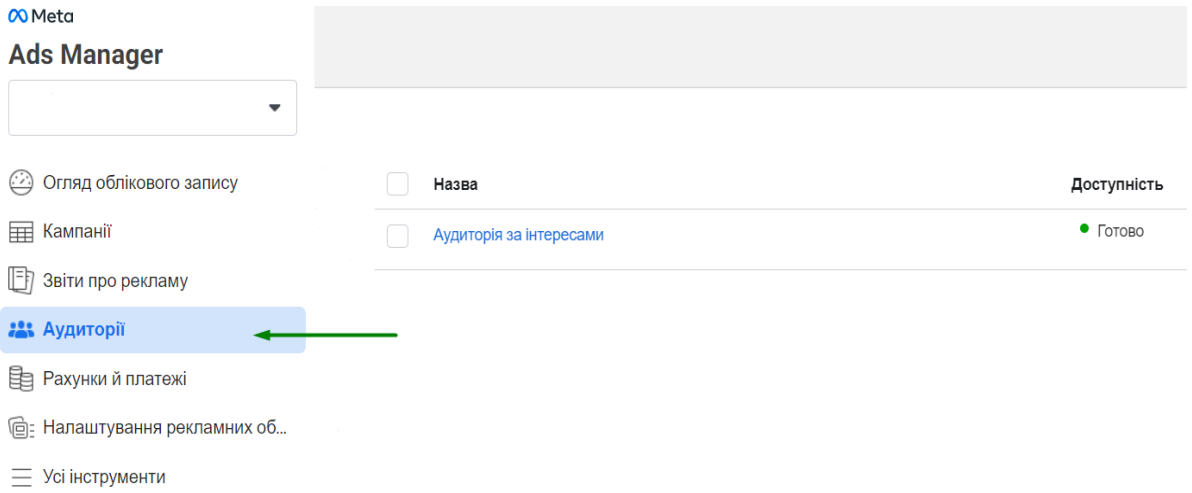 Meta
Ads Manager
Огляд облікового запису
Кампанії
Звіти про рекламу
Аудиторії
Рахунки й платежі
Налаштування рекламних об...
Усі інструменти
Назва Доступність
Аудиторія за інтересами Готово